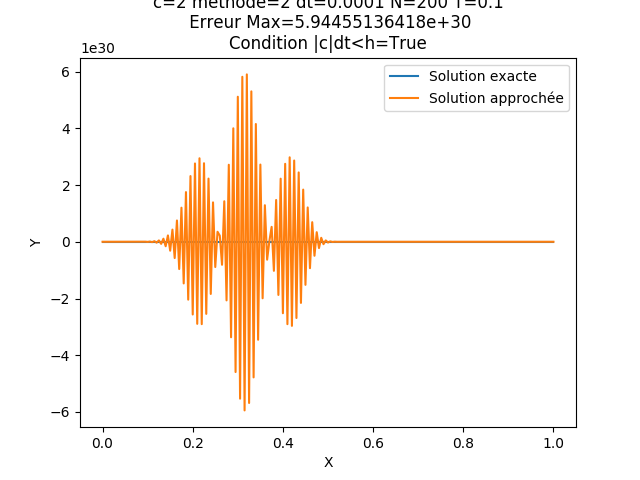 c=2 methode=2 dt=0.0001 N=200 T=0.1
Erreur Max=5.94455136418e+30
Condition |c|dt<h=True
1e30
Solution exacte
Solution approchée
6
4
2
0
−2
−4
−6
Y
0.0 0.2 0.4 0.6 0.8 1.0
X